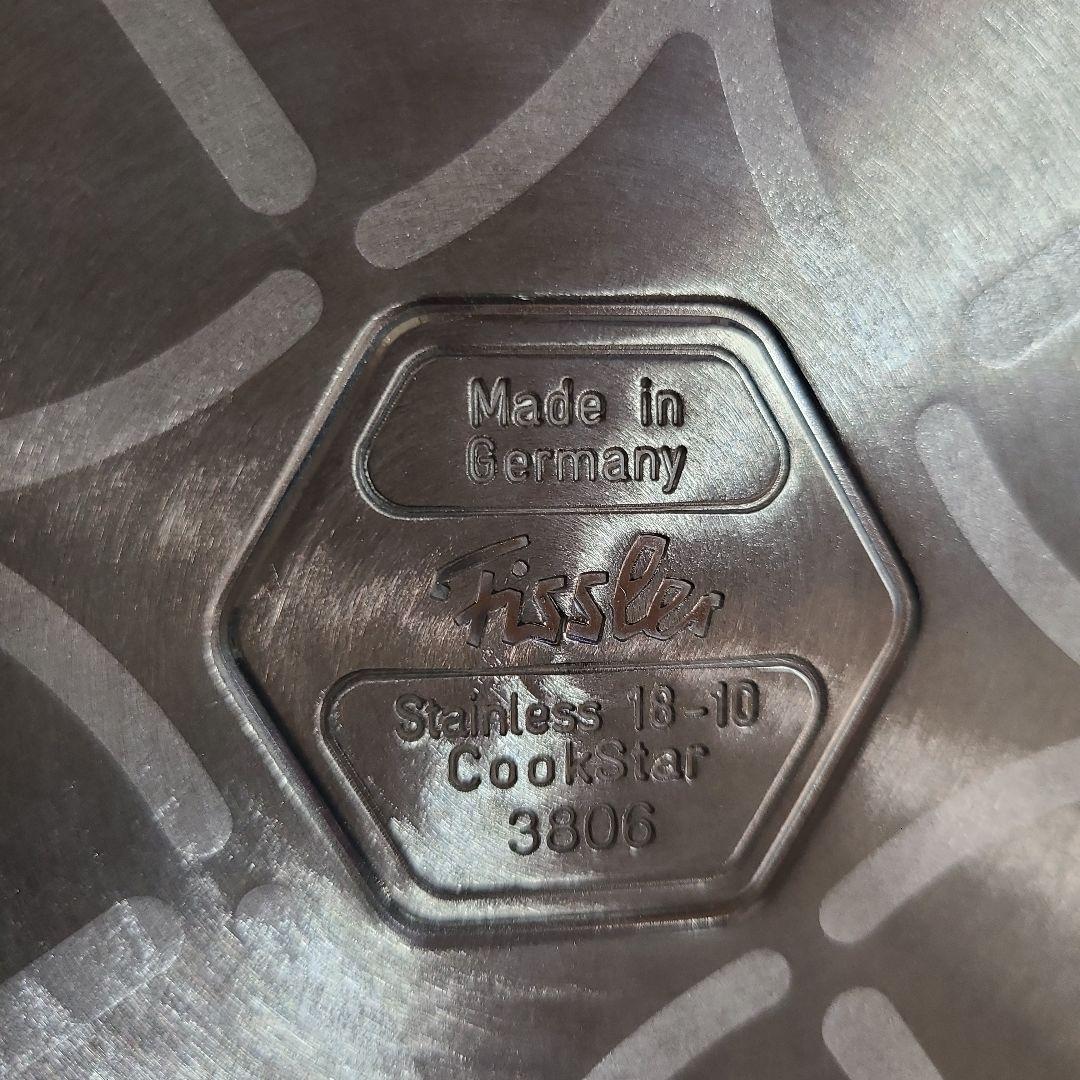 Made in
Germany
Fissler
Stainless 18-10
CookStar
3806